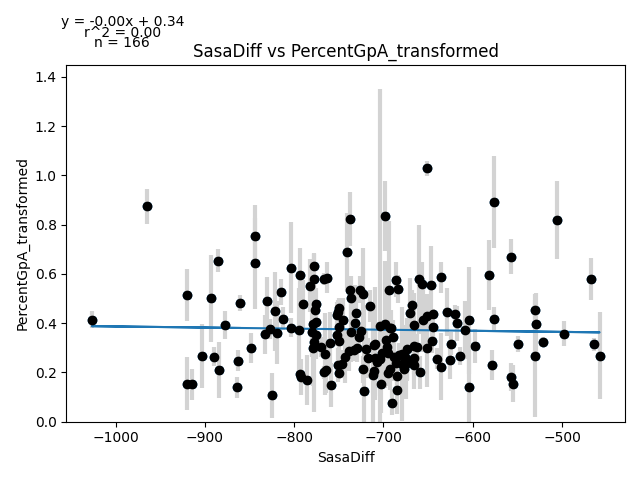 y = -0.00x + 0.34
r^2 = 0.00
n = 166
SasaDiff vs PercentGpA_transformed
PercentGpA_transformed
1.4
1.2
1.0
0.8
0.6
0.4
0.2
0.0
−1000 −900 −800 −700 −600 −500
SasaDiff